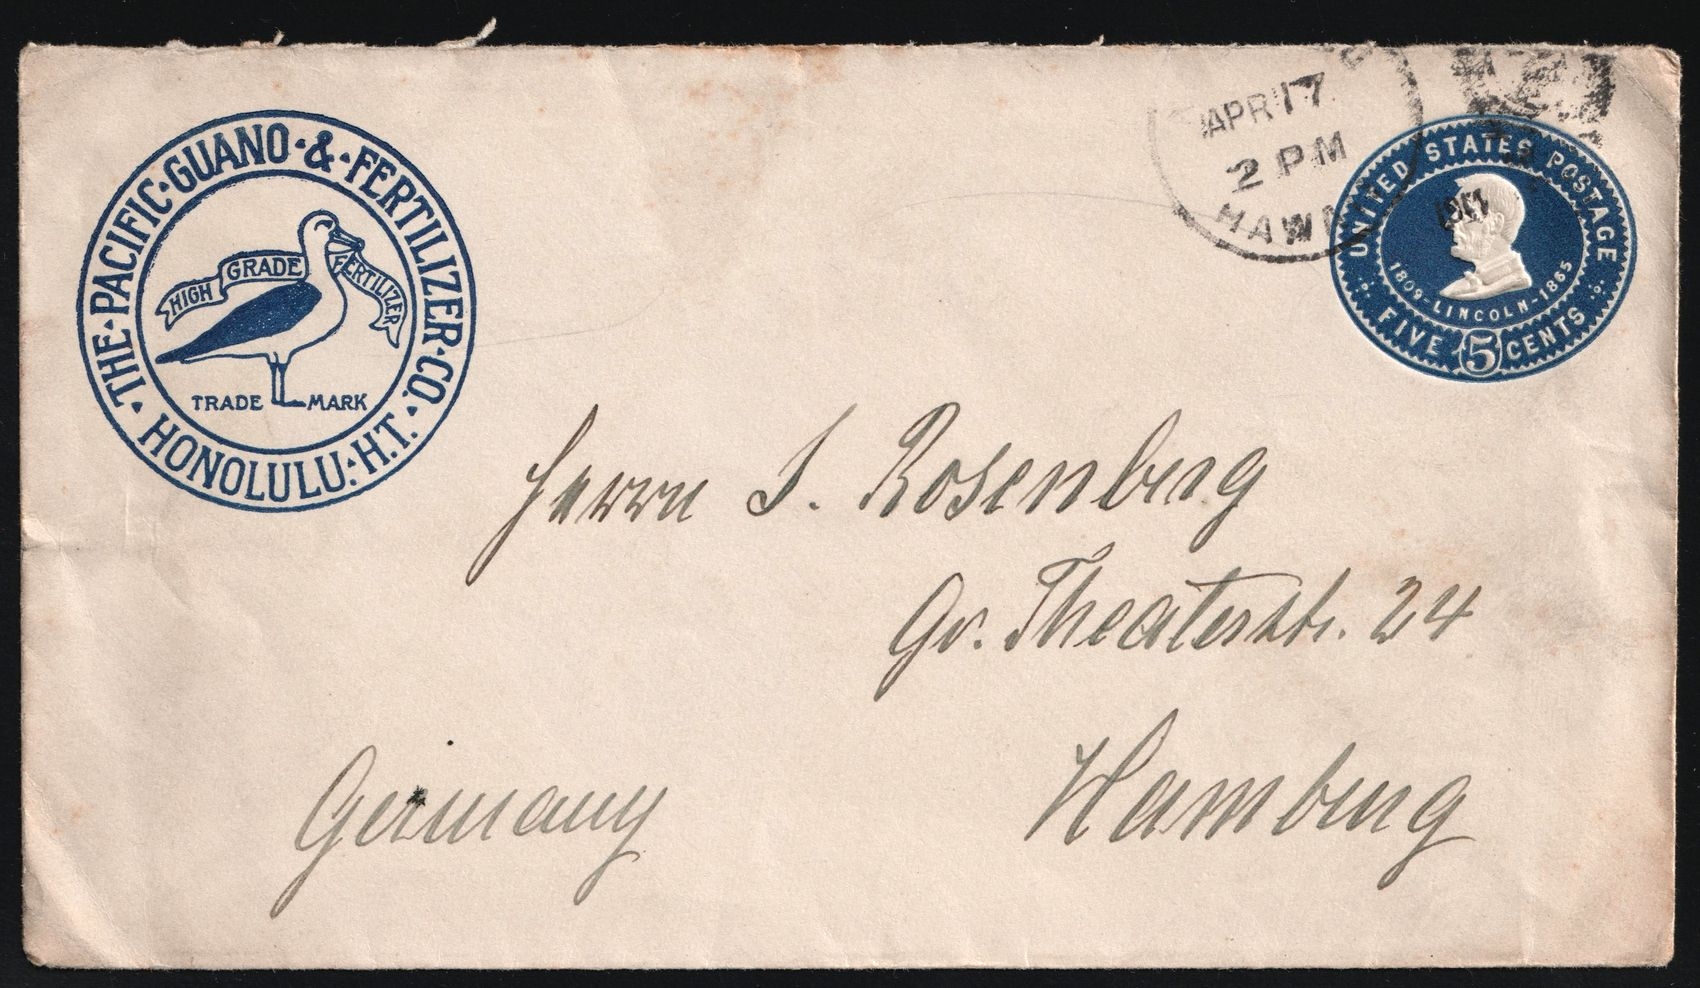 THE · PACIFIC · GUANO · & · FERTILIZER · CO.
HIGH GRADE FERTILIZER
TRADE MARK
HONOLULU · H.T.
APR 17
2 PM
UNITED STATES POSTAGE
1809 - LINCOLN - 1865
FIVE 5 CENTS
Herrn S. Rosenberg
Gr. Theaterstr. 24
Hamburg
Germany